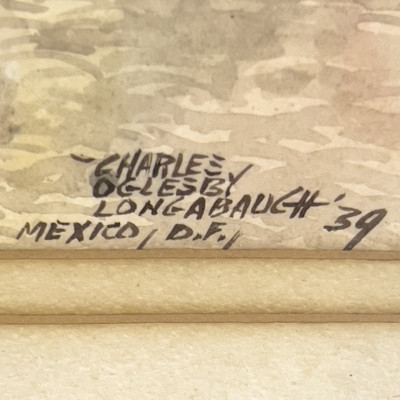 ~CHARLES
OGLESBY
LONGABAUGH '39
MEXICO, D.F.,